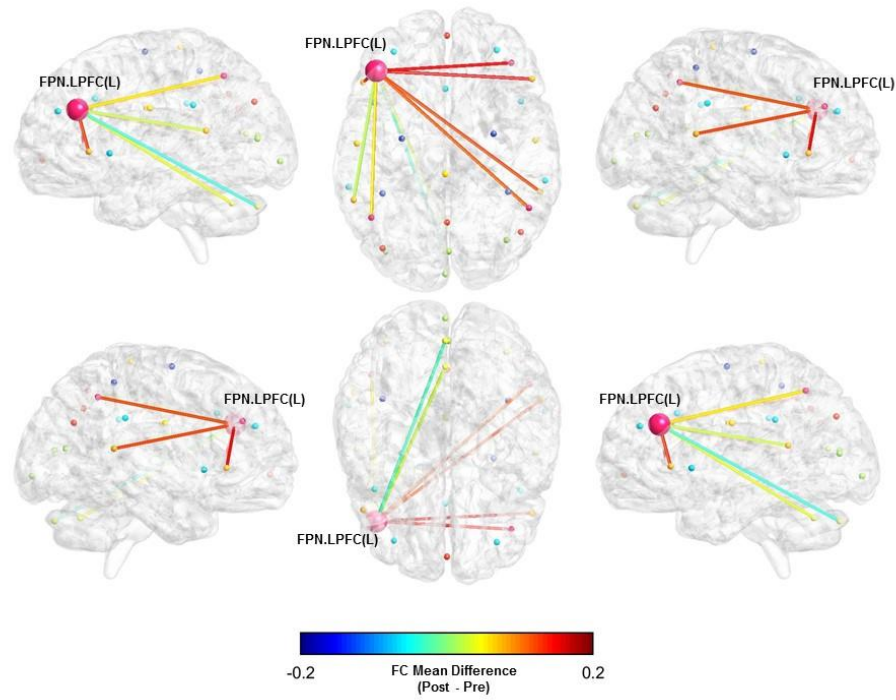 FPN.LPFC(L)
FPN.LPFC(L)
FPN.LPFC(L)
FPN.LPFC(L)
FPN.LPFC(L)
FPN.LPFC(L)
-0.2
FC Mean Difference
(Post - Pre)
0.2